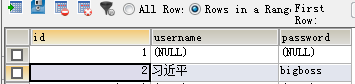 All Rows
Rows in a Rang
First
Row:
id username password
1 (NULL) (NULL)
2 习近平 bigboss